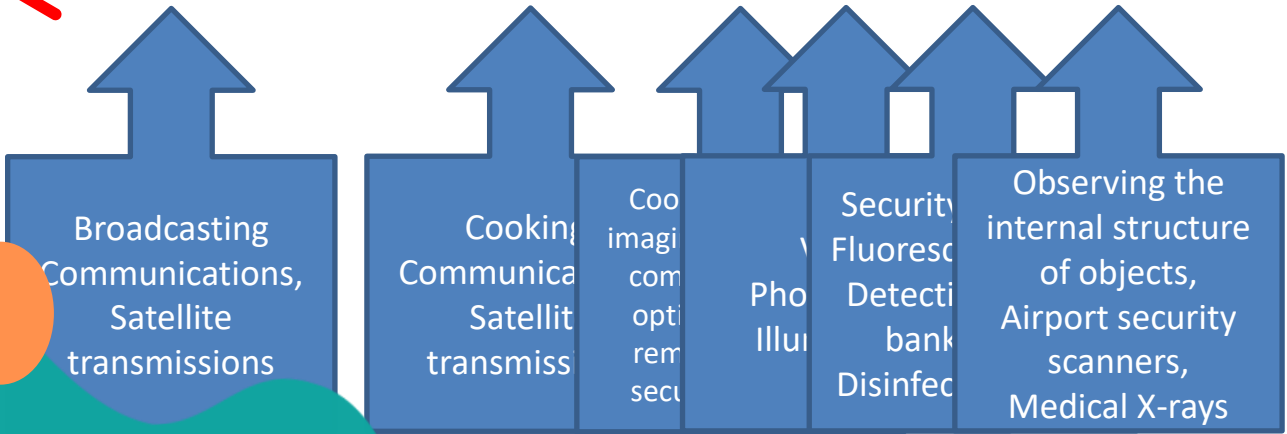 Broadcasting
Communications,
Satellite
transmissions
Cooking
Communica
Satellit
transmiss
Coo
imagi
com
opti
rem
secu
Pho
Illu
Security
Fluoresc
Detecti
bank
Disinfec
Observing the
internal structure
of objects,
Airport security
scanners,
Medical X-rays